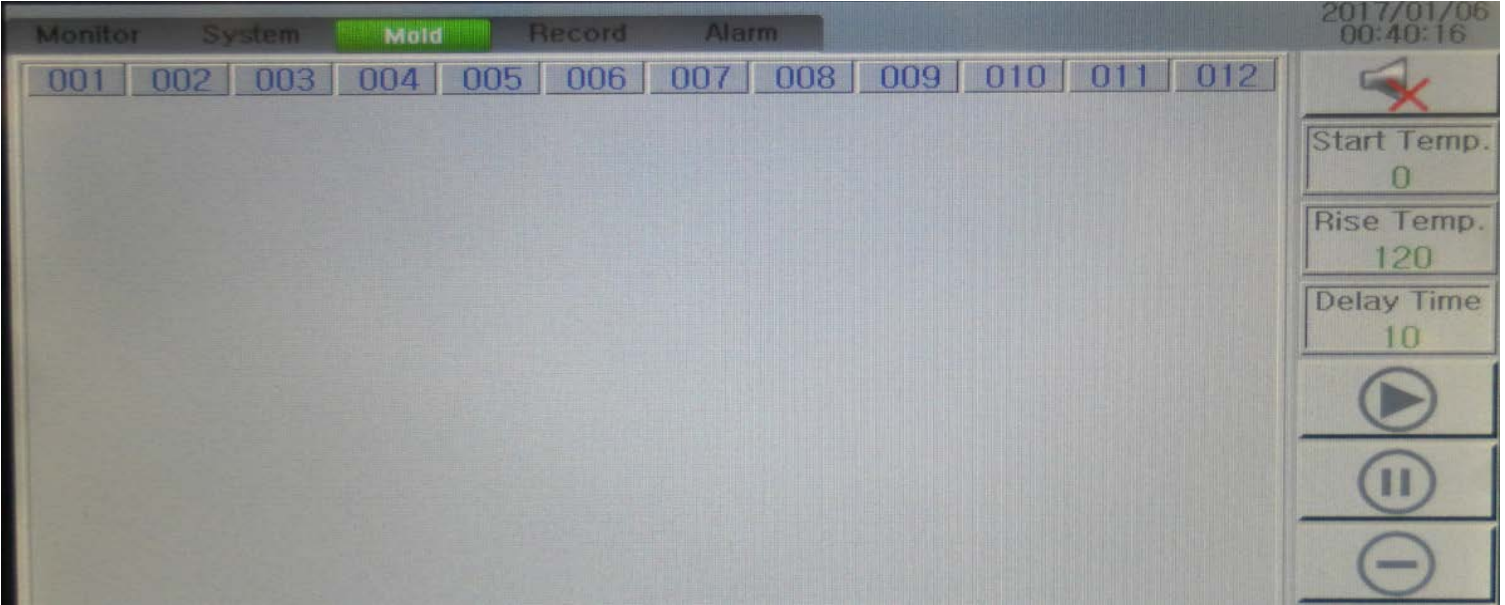 Monitor System Mold Record Alarm
2017/01/06
00:40:16
001 002 003 004 005 006 007 008 009 010 011 012
Start Temp.
0
Rise Temp.
120
Delay Time
10